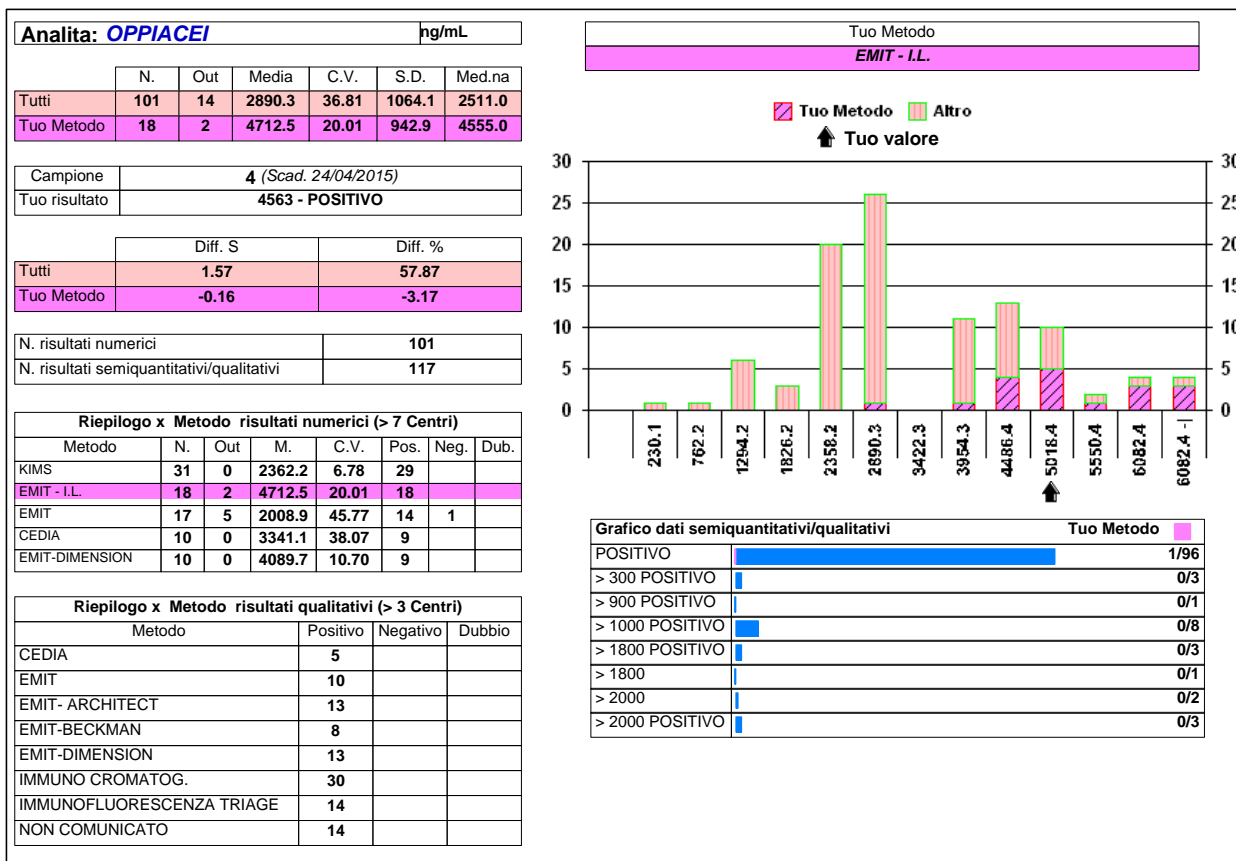 Analita: OPPIACEI ng/mL
N. Out Media C.V. S.D. Med.na
Tutti 101 14 2890.3 36.81 1064.1 2511.0
Tuo Metodo 18 2 4712.5 20.01 942.9 4555.0
Campione 4 (Scad. 24/04/2015)
Tuo risultato 4563 - POSITIVO
Diff. S Diff. %
Tutti 1.57 57.87
Tuo Metodo -0.16 -3.17
N. risultati numerici 101
N. risultati semiquantitativi/qualitativi 117
Riepilogo x Metodo risultati numerici (> 7 Centri)
Metodo N. Out M. C.V. Pos. Neg. Dub.
KIMS 31 0 2362.2 6.78 29
EMIT - I.L. 18 2 4712.5 20.01 18
EMIT 17 5 2008.9 45.77 14 1
CEDIA 10 0 3341.1 38.07 9
EMIT-DIMENSION 10 0 4089.7 10.70 9
Riepilogo x Metodo risultati qualitativi (> 3 Centri)
Metodo Positivo Negativo Dubbio
CEDIA 5
EMIT 10
EMIT- ARCHITECT 13
EMIT-BECKMAN 8
EMIT-DIMENSION 13
IMMUNO CROMATOG. 30
IMMUNOFLUORESCENZA TRIAGE 14
NON COMUNICATO 14
Tuo Metodo
EMIT - I.L.
Tuo Metodo Altro
Tuo valore
30 30
25 25
20 20
15 15
10 10
5 5
0 0
230.1 762.2 1294.2 1826.2 2358.2 2890.3 3422.3 3954.3 4486.4 5018.4 5550.4 6082.4 6082.4 -|
Grafico dati semiquantitativi/qualitativi Tuo Metodo
POSITIVO 1/96
> 300 POSITIVO 0/3
> 900 POSITIVO 0/1
> 1000 POSITIVO 0/8
> 1800 POSITIVO 0/3
> 1800 0/1
> 2000 0/2
> 2000 POSITIVO 0/3